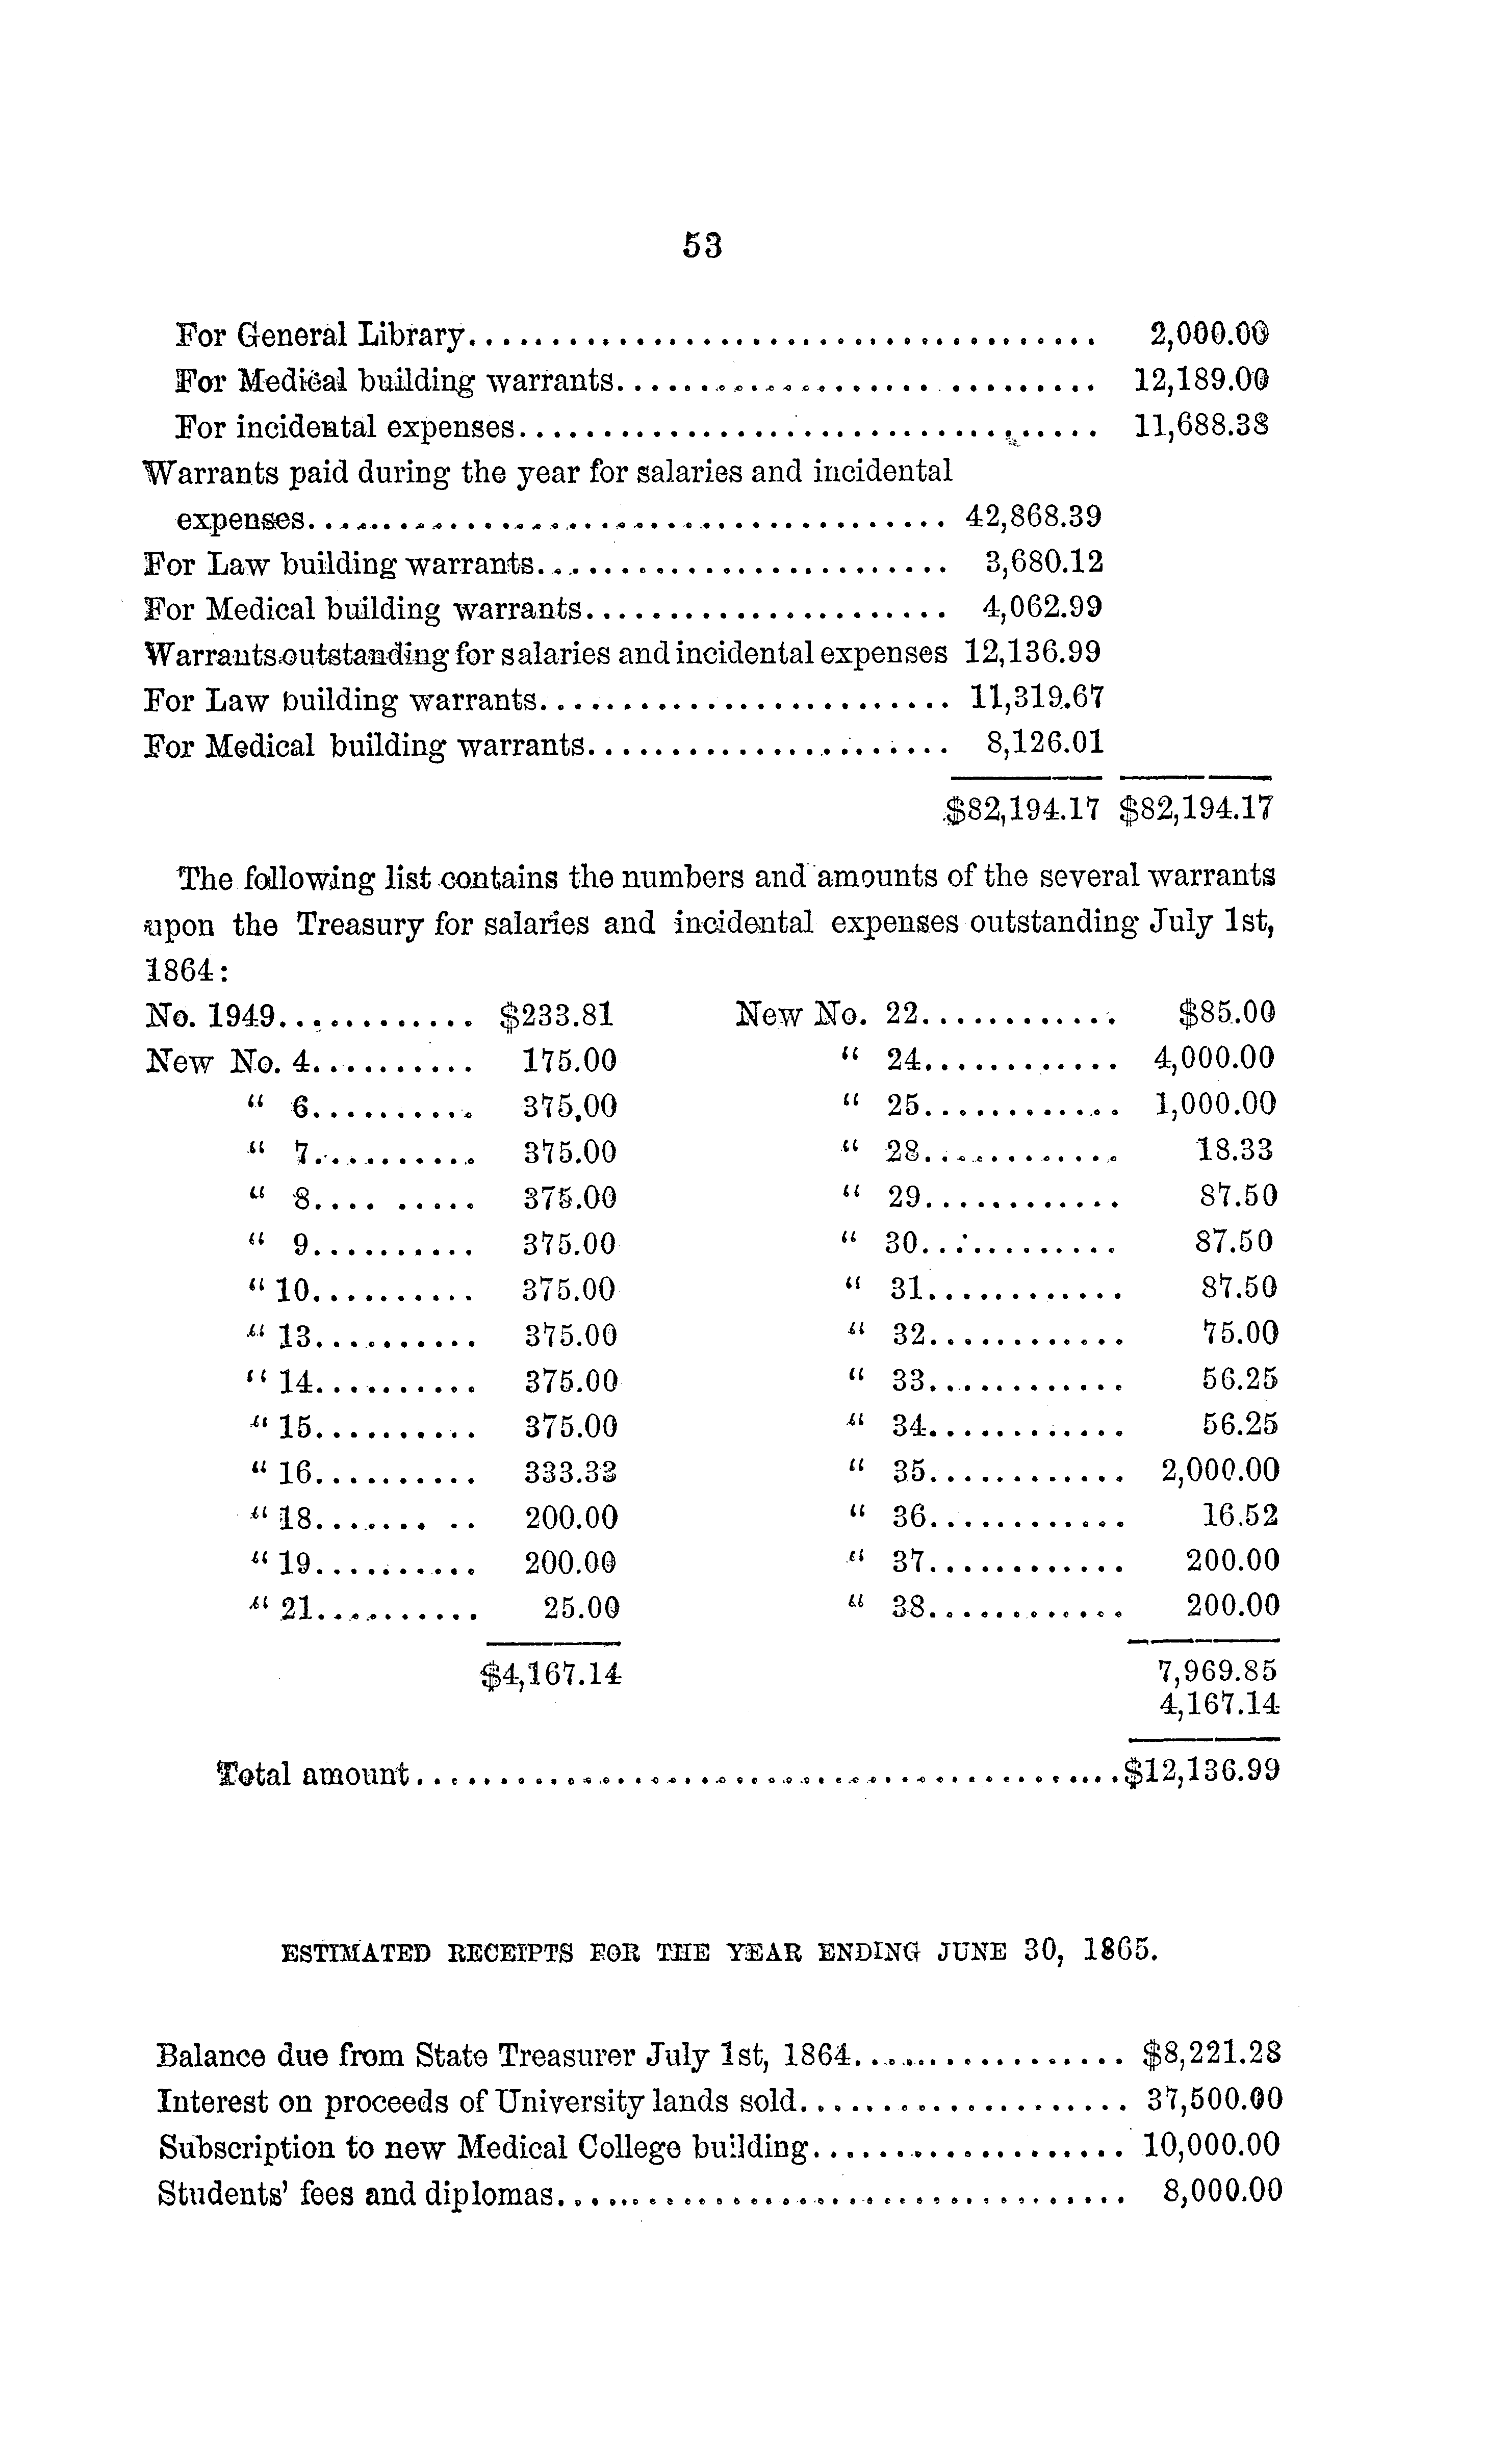 53
For General Library..................................... 2,000.00
For Medical building warrants............................. 12,189.00
For incidental expenses................................... 11,688.38
Warrants paid during the year for salaries and incidental
expenses...................................... 42,868.39
For Law building warrants......................... 3,680.12
For Medical building warrants...................... 4,062.99
Warrants outstanding for salaries and incidental expenses 12,136.99
For Law building warrants......................... 11,319.67
For Medical building warrants...................... 8,126.01
$82,194.17 $82,194.17
The following list contains the numbers and amounts of the several warrants
upon the Treasury for salaries and incidental expenses outstanding July 1st,
1864:
No. 1949............ $233.81 New No. 22............ $85.00
New No. 4.......... 175.00 “ 24............ 4,000.00
“ 6.......... 375.00 “ 25............ 1,000.00
“ 7.......... 375.00 “ 28............ 18.33
“ 8.... ..... 375.00 “ 29............ 87.50
“ 9.......... 375.00 “ 30............ 87.50
“ 10.......... 375.00 “ 31............ 87.50
“ 13.......... 375.00 “ 32............ 75.00
“ 14.......... 375.00 “ 33............ 56.25
“ 15.......... 375.00 “ 34............ 56.25
“ 16.......... 333.33 “ 35............ 2,000.00
“ 18....... .. 200.00 “ 36............ 16.52
“ 19.......... 200.00 “ 37............ 200.00
“ 21.......... 25.00 “ 38............ 200.00
$4,167.14 7,969.85
4,167.14
Total amount..........................................$12,136.99
ESTIMATED RECEIPTS FOR THE YEAR ENDING JUNE 30, 1865.
Balance due from State Treasurer July 1st, 1864................. $8,221.28
Interest on proceeds of University lands sold.................... 37,500.00
Subscription to new Medical College building................... 10,000.00
Students’ fees and diplomas.................................. 8,000.00